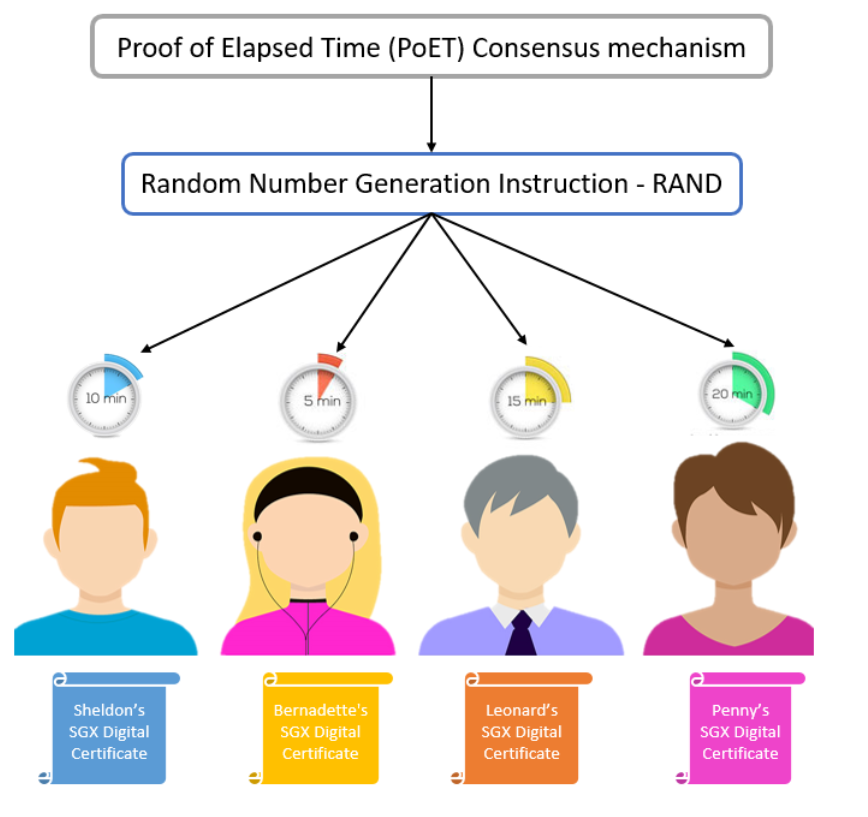 Proof of Elapsed Time (PoET) Consensus mechanism
Random Number Generation Instruction - RAND
10 min
5 min
15 min
20 min
Sheldon’s
SGX Digital
Certificate
Bernadette's
SGX Digital
Certificate
Leonard’s
SGX Digital
Certificate
Penny’s
SGX Digital
Certificate